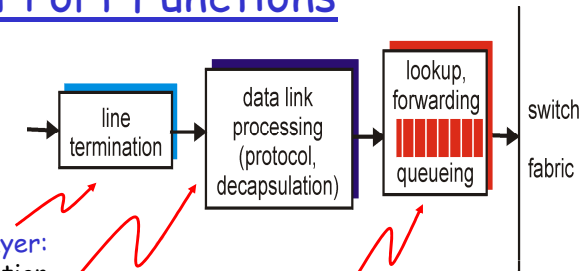 Port Functions
line
termination
data link
processing
(protocol,
decapsulation)
lookup,
forwarding
queueing
switch
fabric
yer: